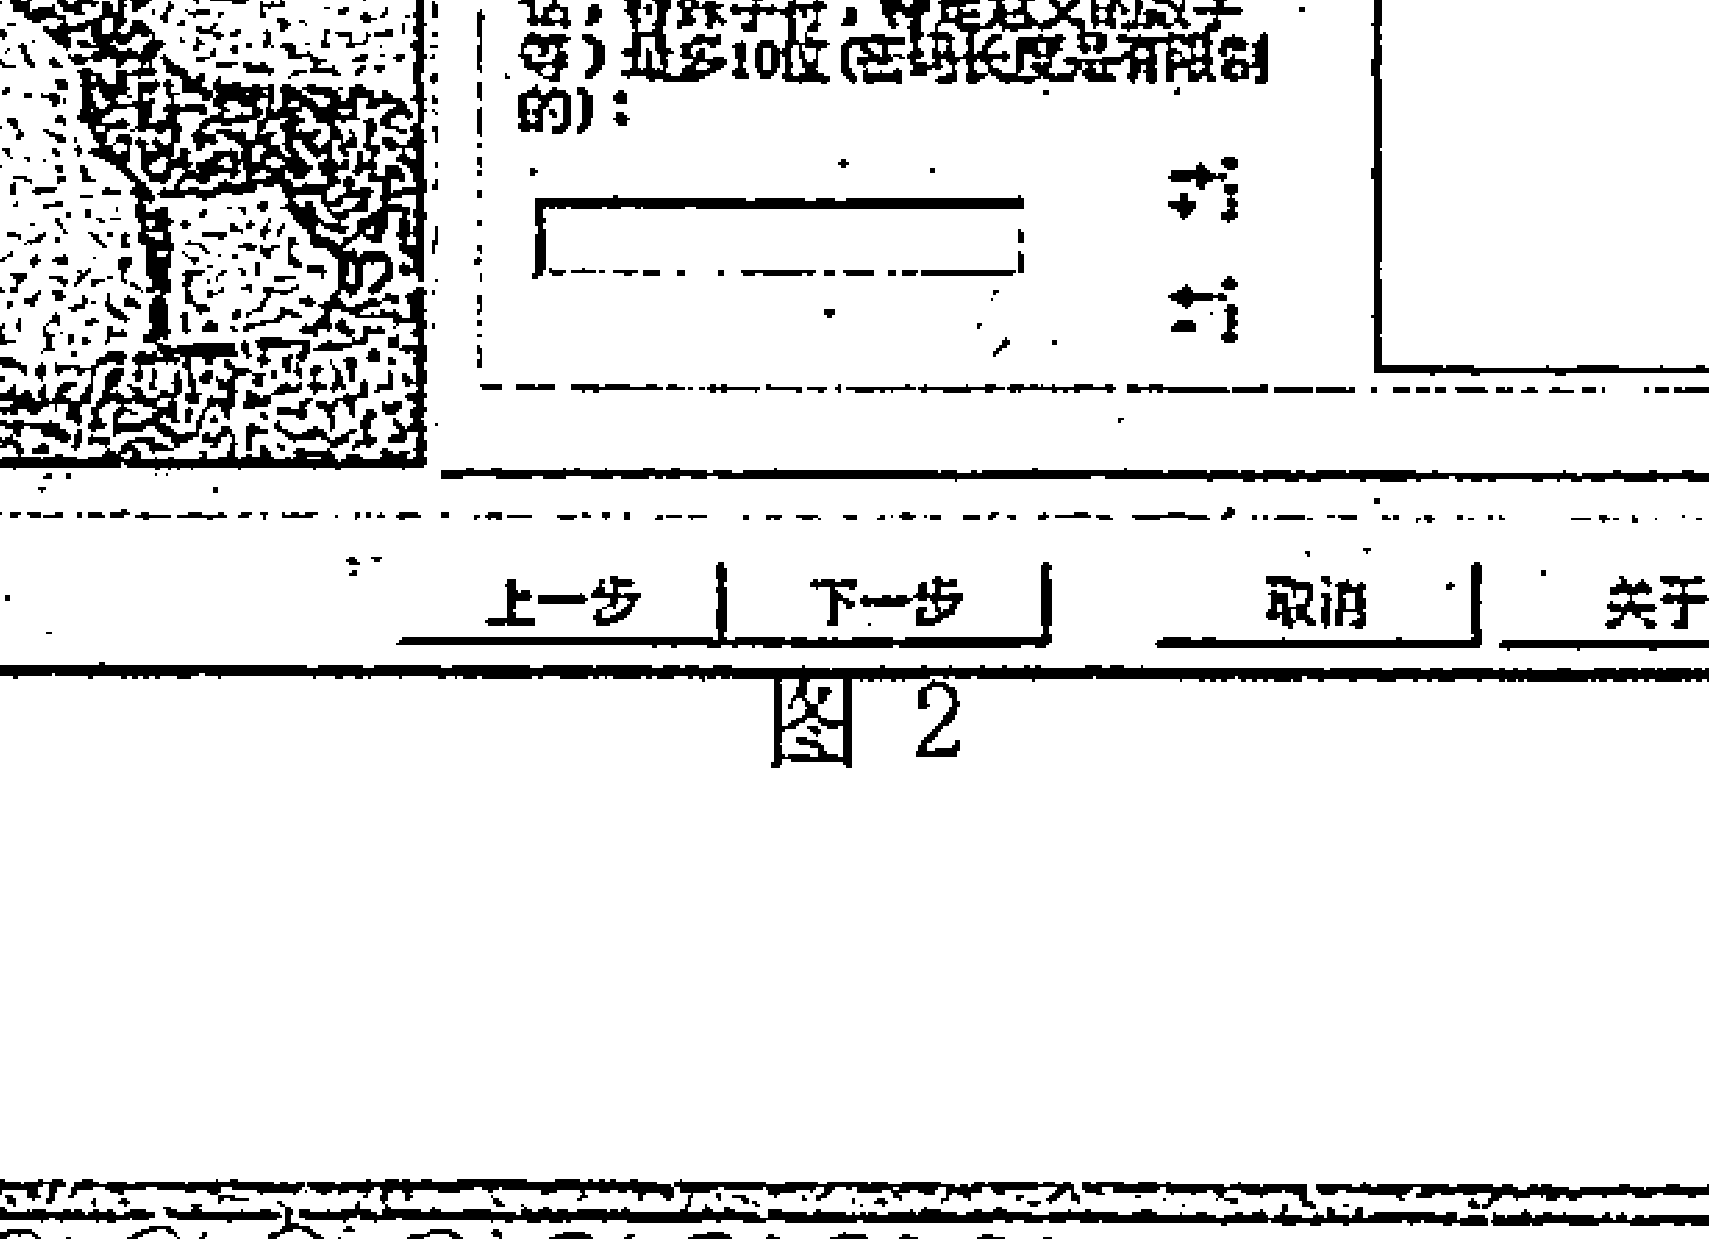 等)最多10位(密码长度是有限制
的):
上一步 下一步 取消 关于
图 2